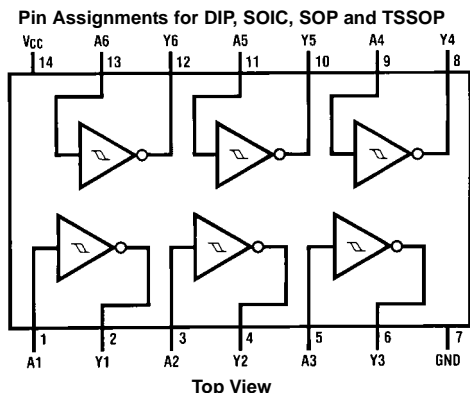 Pin Assignments for DIP, SOIC, SOP and TSSOP
VCC A6 Y6 A5 Y5 A4 Y4
14 13 12 11 10 9 8
1 2 3 4 5 6 7
A1 Y1 A2 Y2 A3 Y3 GND
Top View